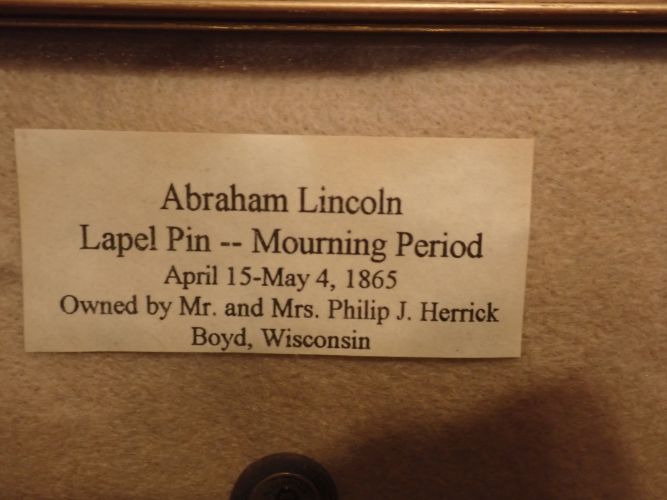 Abraham Lincoln
Lapel Pin -- Mourning Period
April 15-May 4, 1865
Owned by Mr. and Mrs. Philip J. Herrick
Boyd, Wisconsin